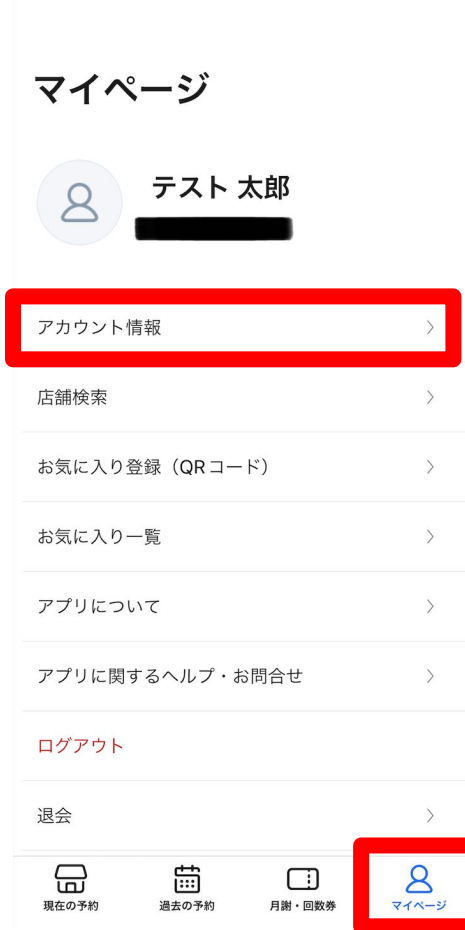 マイページ
テスト 太郎
アカウント情報
店舗検索
お気に入り登録（QRコード）
お気に入り一覧
アプリについて
アプリに関するヘルプ・お問合せ
ログアウト
退会
現在の予約
過去の予約
月謝・回数券
マイページ